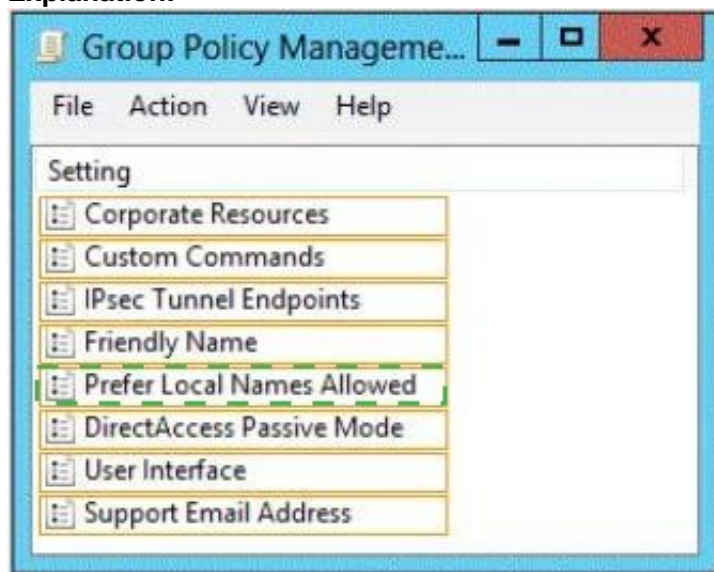 Explanation:
Group Policy Manageme...
File Action View Help
Setting
Corporate Resources
Custom Commands
IPsec Tunnel Endpoints
Friendly Name
Prefer Local Names Allowed
DirectAccess Passive Mode
User Interface
Support Email Address